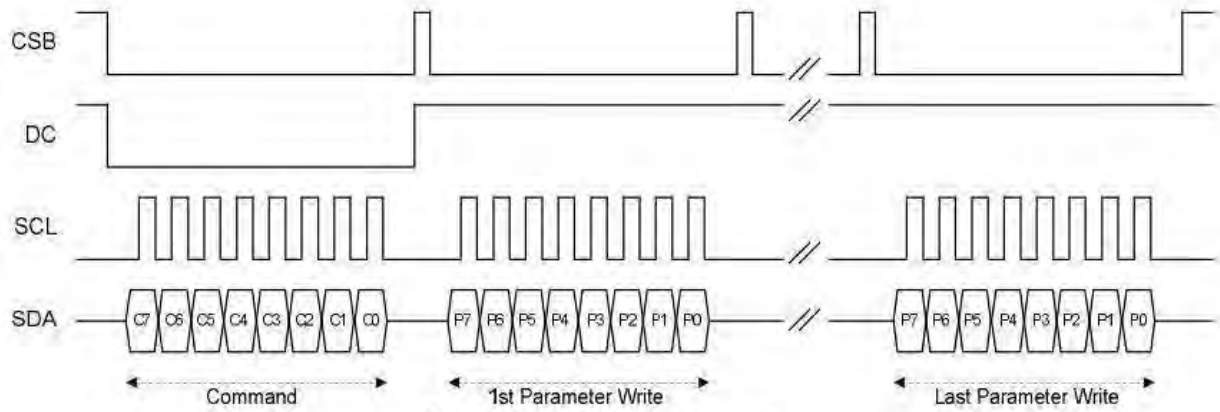 CSB
DC
SCL
SDA C7 C6 C5 C4 C3 C2 C1 C0 P7 P6 P5 P4 P3 P2 P1 P0 P7 P6 P5 P4 P3 P2 P1 P0
Command 1st Parameter Write Last Parameter Write